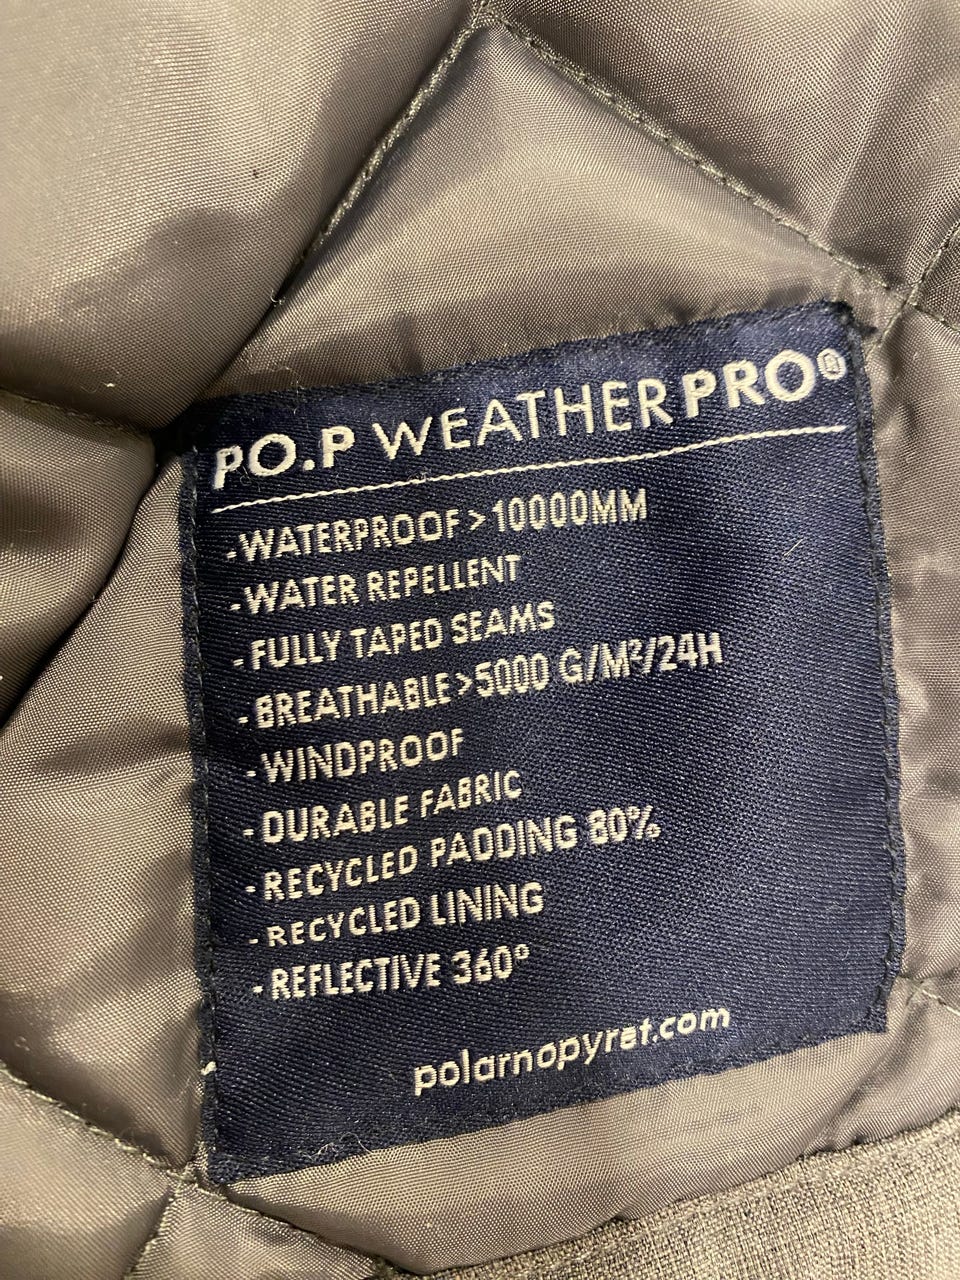 PO.P WEATHERPRO®
-WATERPROOF>10000MM
-WATER REPELLENT
-FULLY TAPED SEAMS
-BREATHABLE>5000 G/M²/24H
-WINDPROOF
-DURABLE FABRIC
-RECYCLED PADDING 80%
-RECYCLED LINING
-REFLECTIVE 360°
polarnopyret.com